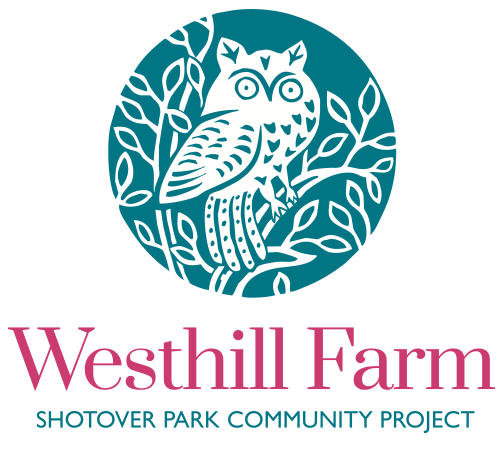 Westhill Farm
SHOTOVER PARK COMMUNITY PROJECT